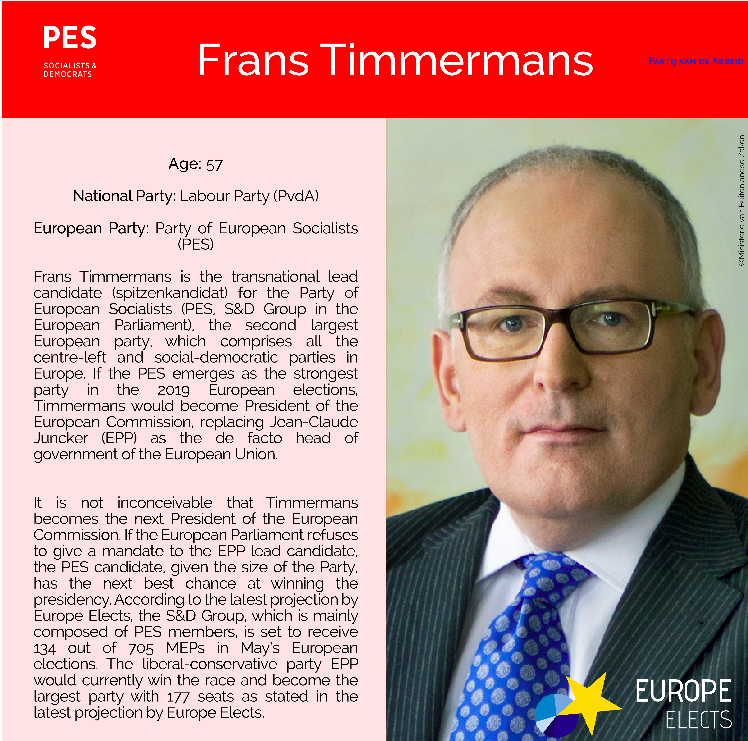 PES
SOCIALISTS &
DEMOCRATS
Frans Timmermans
Age: 57
National Party: Labour Party (PvdA)
European Party: Party of European Socialists
(PES)
Frans Timmermans is the transnational lead
candidate (spitzenkandidat) for the Party of
European Socialists (PES, S&D Group in the
European Parliament), the second largest
European party, which comprises all the
centre-left and social-democratic parties in
Europe. If the PES emerges as the strongest
party in the 2019 European elections,
Timmermans would become President of the
European Commission, replacing Jean-Claude
Juncker (EPP) as the de facto head of
government of the European Union.
It is not inconceivable that Timmermans
becomes the next President of the European
Commission. If the European Parliament refuses
to give a mandate to the EPP lead candidate,
the PES candidate, given the size of the Party,
has the next best chance at winning the
presidency. According to the latest projection by
Europe Elects, the S&D Group, which is mainly
composed of PES members, is set to receive
134 out of 705 MEPs in May's European
elections. The liberal-conservative party EPP
would currently win the race and become the
largest party with 177 seats as stated in the
latest projection by Europe Elects.
EUROPE
ELECTS